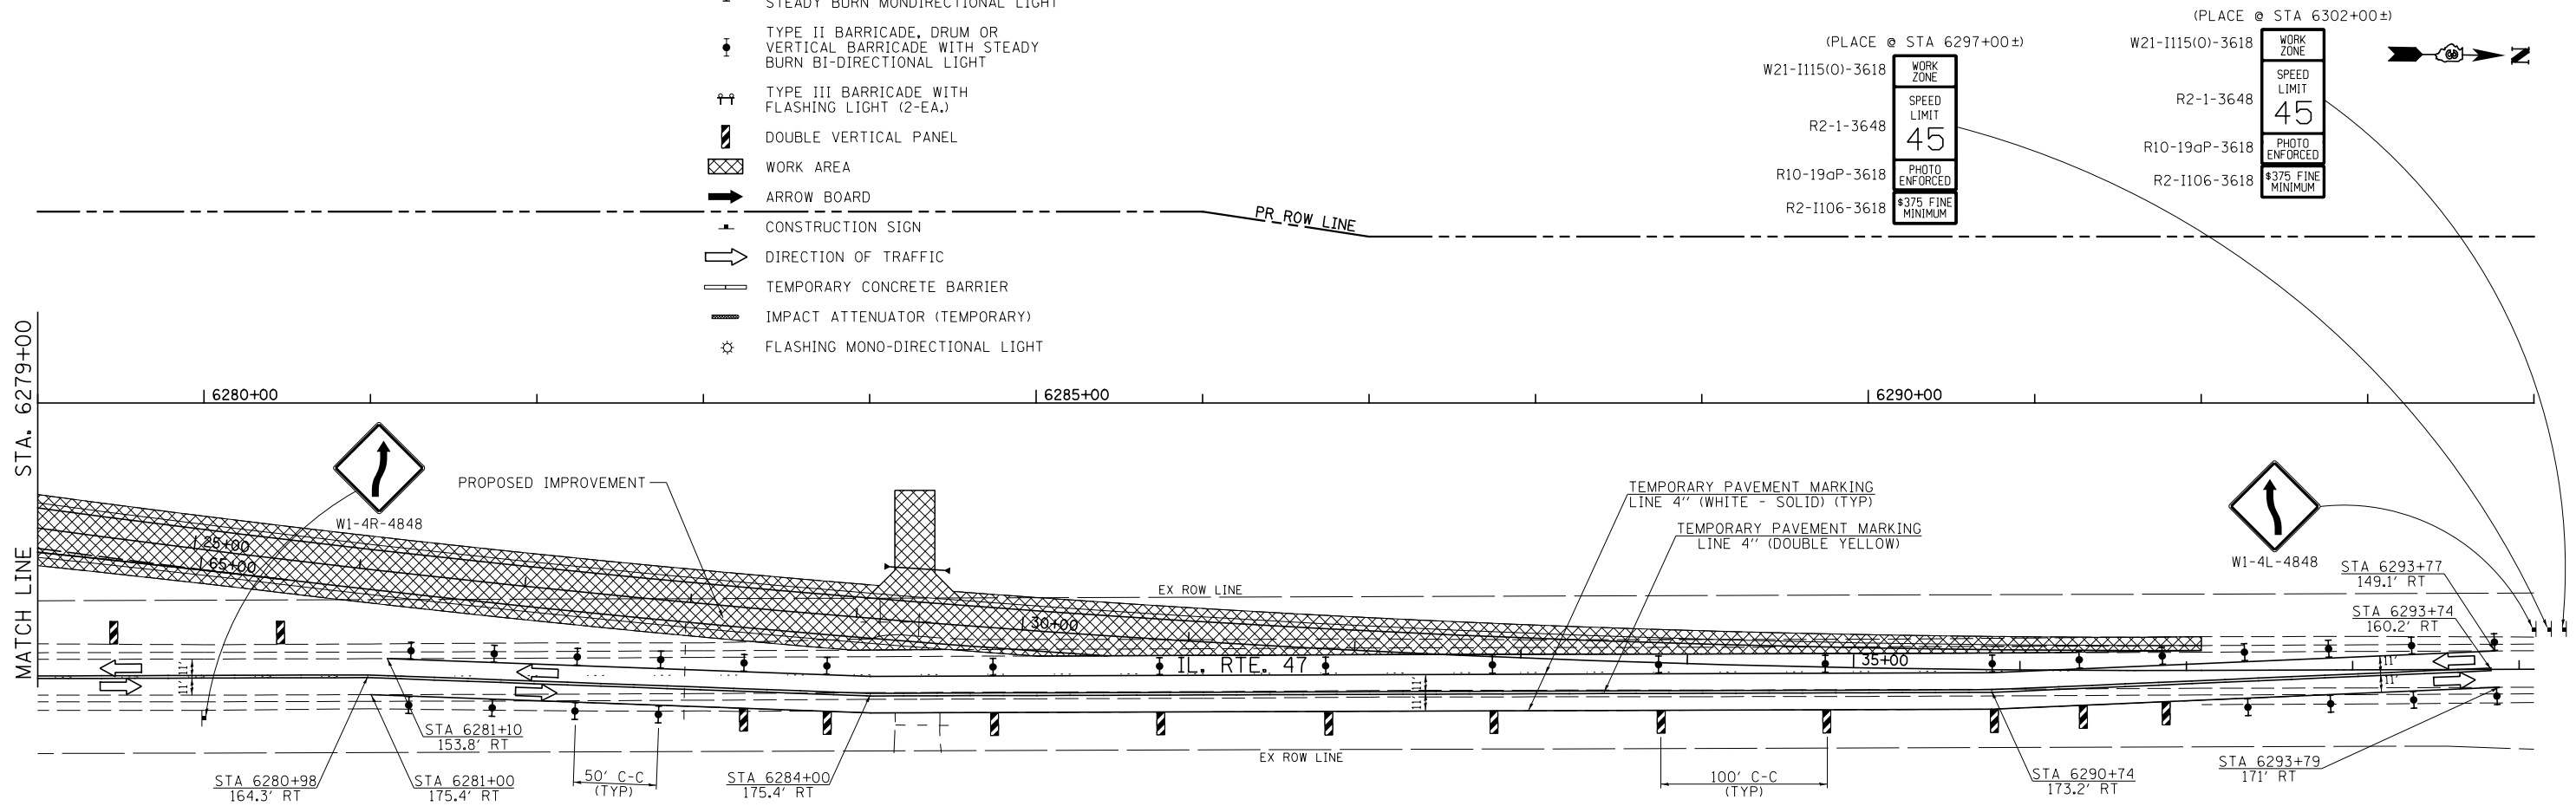 STEADY BURN MONDIRECTIONAL LIGHT
TYPE II BARRICADE, DRUM OR
VERTICAL BARRICADE WITH STEADY
BURN BI-DIRECTIONAL LIGHT
TYPE III BARRICADE WITH
FLASHING LIGHT (2-EA.)
DOUBLE VERTICAL PANEL
WORK AREA
ARROW BOARD
CONSTRUCTION SIGN
DIRECTION OF TRAFFIC
TEMPORARY CONCRETE BARRIER
IMPACT ATTENUATOR (TEMPORARY)
FLASHING MONO-DIRECTIONAL LIGHT
(PLACE @ STA 6297+00±)
W21-I115(O)-3618
WORK
ZONE
R2-1-3648
SPEED
LIMIT
45
R10-19aP-3618
PHOTO
ENFORCED
R2-I106-3618
$375 FINE
MINIMUM
(PLACE @ STA 6302+00±)
W21-I115(O)-3618
WORK
ZONE
R2-1-3648
SPEED
LIMIT
45
R10-19aP-3618
PHOTO
ENFORCED
R2-I106-3618
$375 FINE
MINIMUM
N
PR ROW LINE
MATCH LINE STA. 6279+00
6280+00
6285+00
6290+00
W1-4R-4848
PROPOSED IMPROVEMENT
TEMPORARY PAVEMENT MARKING
LINE 4'' (WHITE - SOLID) (TYP)
TEMPORARY PAVEMENT MARKING
LINE 4'' (DOUBLE YELLOW)
W1-4L-4848
STA 6293+77
149.1' RT
STA 6293+74
160.2' RT
25+00
65+00
EX ROW LINE
30+00
IL. RTE. 47
35+00
11'
11'
11'
11'
11'
11'
STA 6281+10
153.8' RT
EX ROW LINE
STA 6280+98
164.3' RT
STA 6281+00
175.4' RT
50' C-C
(TYP)
STA 6284+00
175.4' RT
100' C-C
(TYP)
STA 6290+74
173.2' RT
STA 6293+79
171' RT